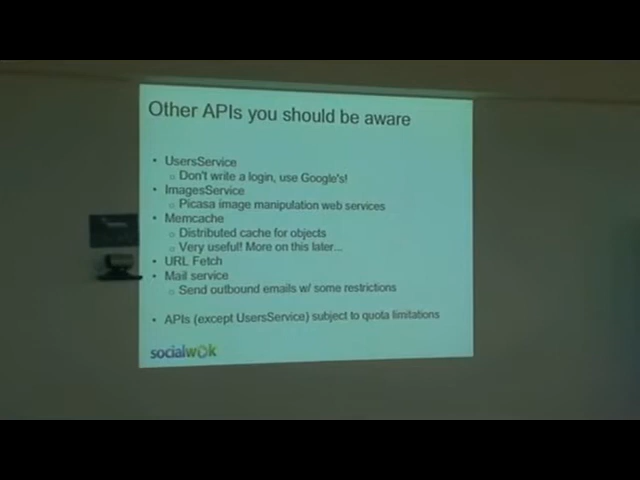 Other APIs you should be aware
• UsersService
o Don't write a login, use Google's!
• ImagesService
o Picasa image manipulation web services
• Memcache
o Distributed cache for objects
o Very useful! More on this later...
• URL Fetch
• Mail service
o Send outbound emails w/ some restrictions
• APIs (except UsersService) subject to quota limitations
socialwok